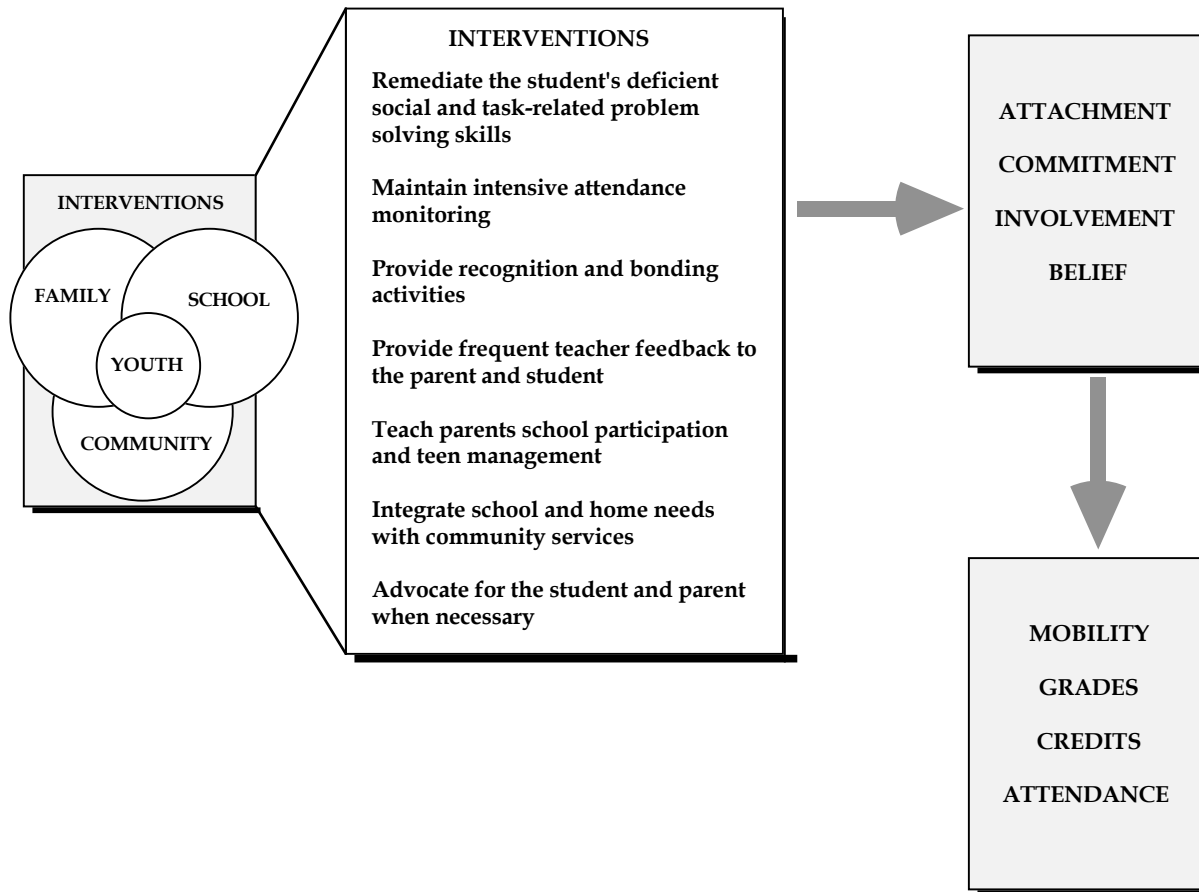 INTERVENTIONS
FAMILY
SCHOOL
YOUTH
COMMUNITY
INTERVENTIONS
Remediate the student's deficient
social and task-related problem
solving skills
Maintain intensive attendance
monitoring
Provide recognition and bonding
activities
Provide frequent teacher feedback to
the parent and student
Teach parents school participation
and teen management
Integrate school and home needs
with community services
Advocate for the student and parent
when necessary
ATTACHMENT
COMMITMENT
INVOLVEMENT
BELIEF
MOBILITY
GRADES
CREDITS
ATTENDANCE